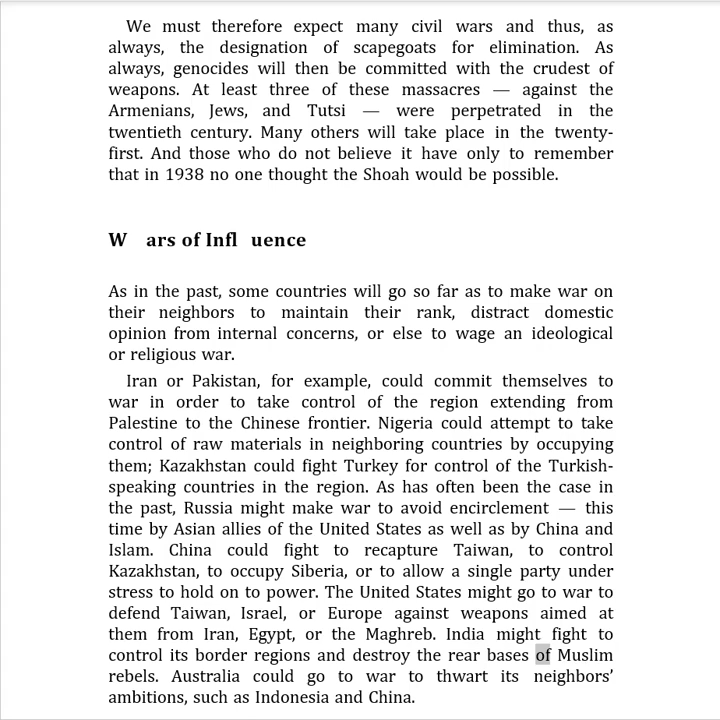 We must therefore expect many civil wars and thus, as
always, the designation of scapegoats for elimination. As
always, genocides will then be committed with the crudest of
weapons. At least three of these massacres — against the
Armenians, Jews, and Tutsi — were perpetrated in the
twentieth century. Many others will take place in the twenty-
first. And those who do not believe it have only to remember
that in 1938 no one thought the Shoah would be possible.
W ars of Infl uence
As in the past, some countries will go so far as to make war on
their neighbors to maintain their rank, distract domestic
opinion from internal concerns, or else to wage an ideological
or religious war.
Iran or Pakistan, for example, could commit themselves to
war in order to take control of the region extending from
Palestine to the Chinese frontier. Nigeria could attempt to take
control of raw materials in neighboring countries by occupying
them; Kazakhstan could fight Turkey for control of the Turkish-
speaking countries in the region. As has often been the case in
the past, Russia might make war to avoid encirclement — this
time by Asian allies of the United States as well as by China and
Islam. China could fight to recapture Taiwan, to control
Kazakhstan, to occupy Siberia, or to allow a single party under
stress to hold on to power. The United States might go to war to
defend Taiwan, Israel, or Europe against weapons aimed at
them from Iran, Egypt, or the Maghreb. India might fight to
control its border regions and destroy the rear bases of Muslim
rebels. Australia could go to war to thwart its neighbors’
ambitions, such as Indonesia and China.